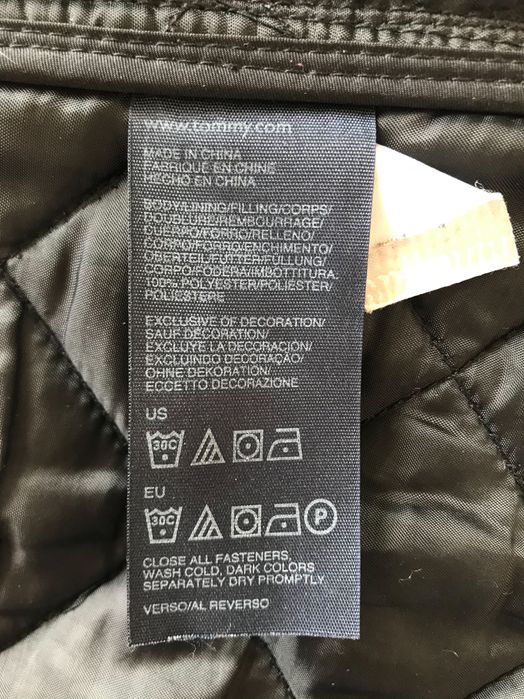 www.tommy.com
MADE IN CHINA
FABRIQUÉ EN CHINE
HECHO EN CHINA
BODY/LINING/FILLING/CORPS/
DOUBLURE/REMBOURRAGE/
CUERPO/FORRO/RELLENO/
CORPO/FORRO/ENCHIMENTO/
OBERTEIL/FUTTER/FÜLLUNG/
CORPO/FODERA/IMBOTTITURA
100% POLYESTER/POLIÉSTER/
POLIESTERE
EXCLUSIVE OF DECORATION/
SAUF DÉCORATION/
EXCLUYE LA DECORACIÓN/
EXCLUINDO DECORAÇÃO/
OHNE DEKORATION/
ECCETTO DECORAZIONE
US
30C
EU
30C P
CLOSE ALL FASTENERS,
WASH COLD, DARK COLORS
SEPARATELY DRY PROMPTLY
VERSO/AL REVERSO